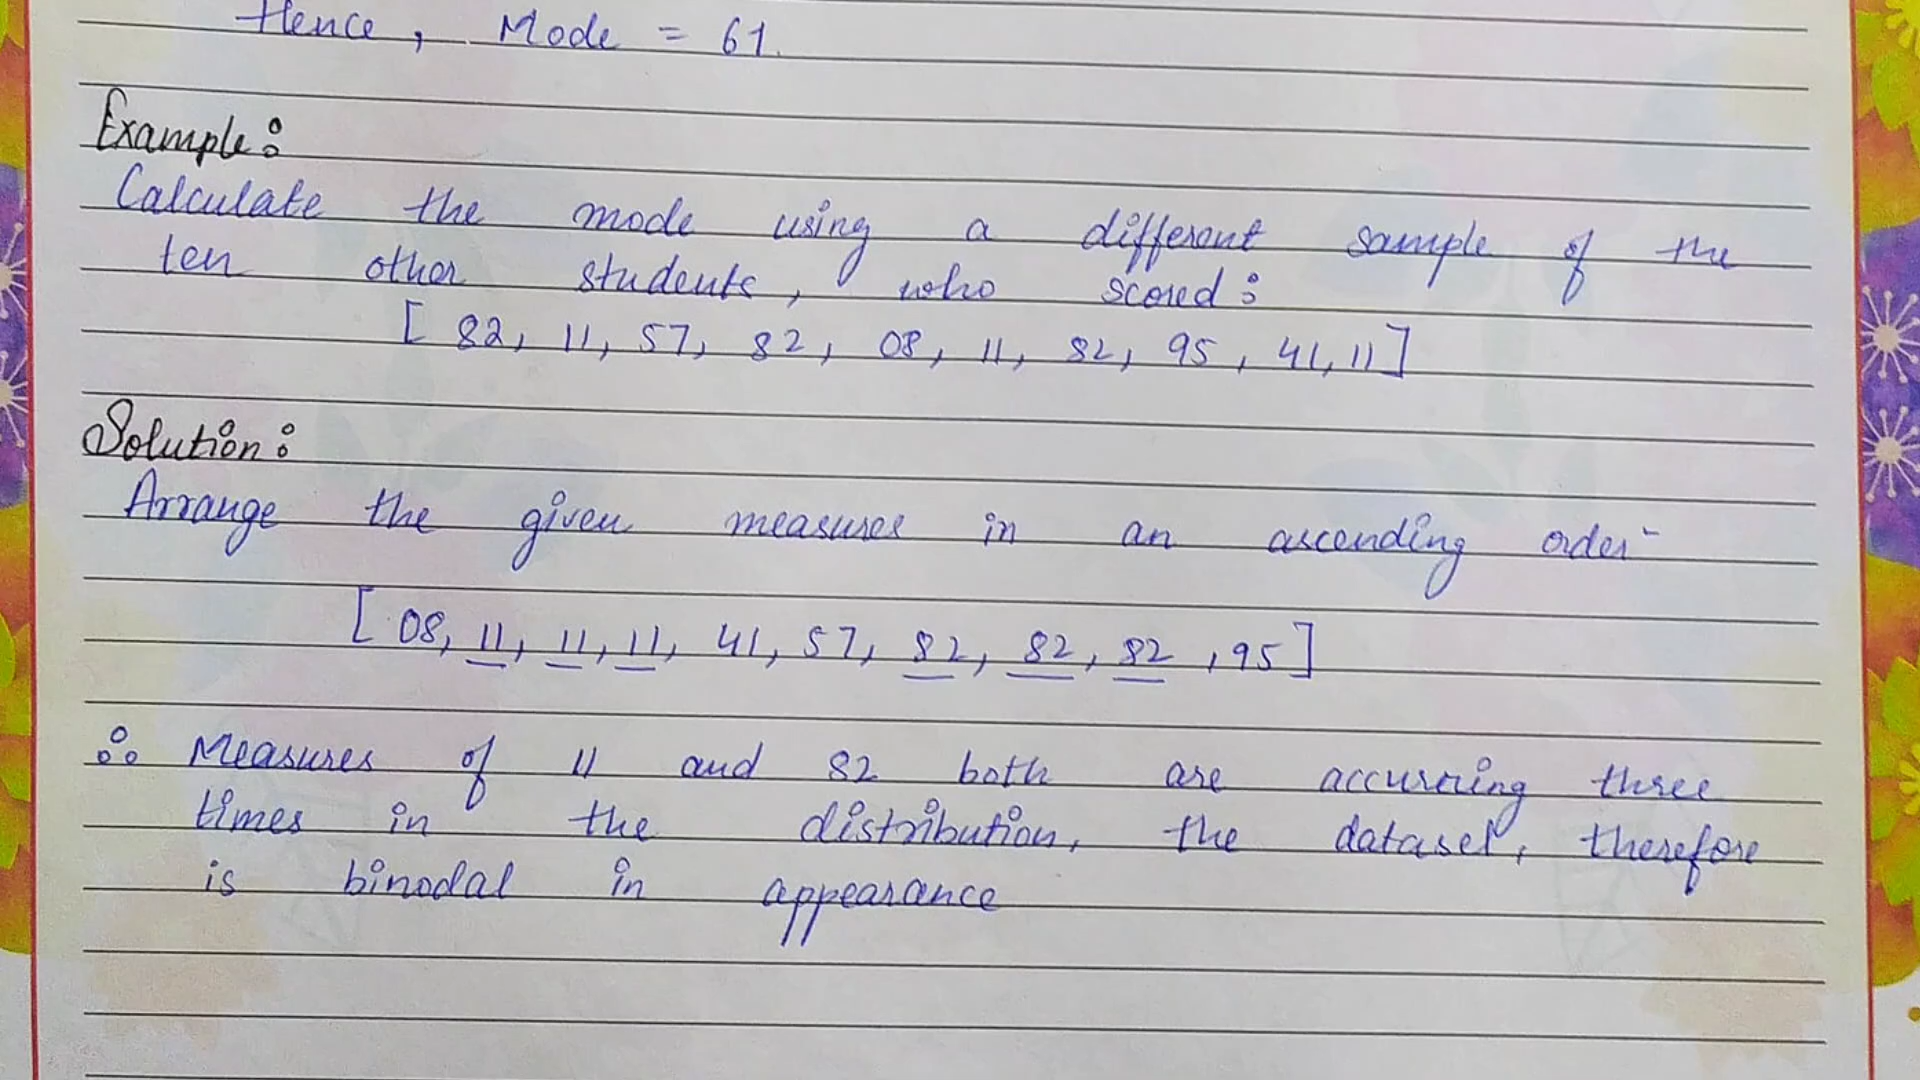 Hence, Mode = 61.
Example:
Calculate the mode using a different sample of the
ten other students, who scored:
[ 82, 11, 57, 82, 08, 11, 82, 95, 41, 11]
Solution:
Arrange the given measures in an ascending order-
[ 08, 11, 11, 11, 41, 57, 82, 82, 82, 95]
∴ Measures of 11 and 82 both are accurring three
times in the distribution, the dataset, therefore
is binodal in appearance